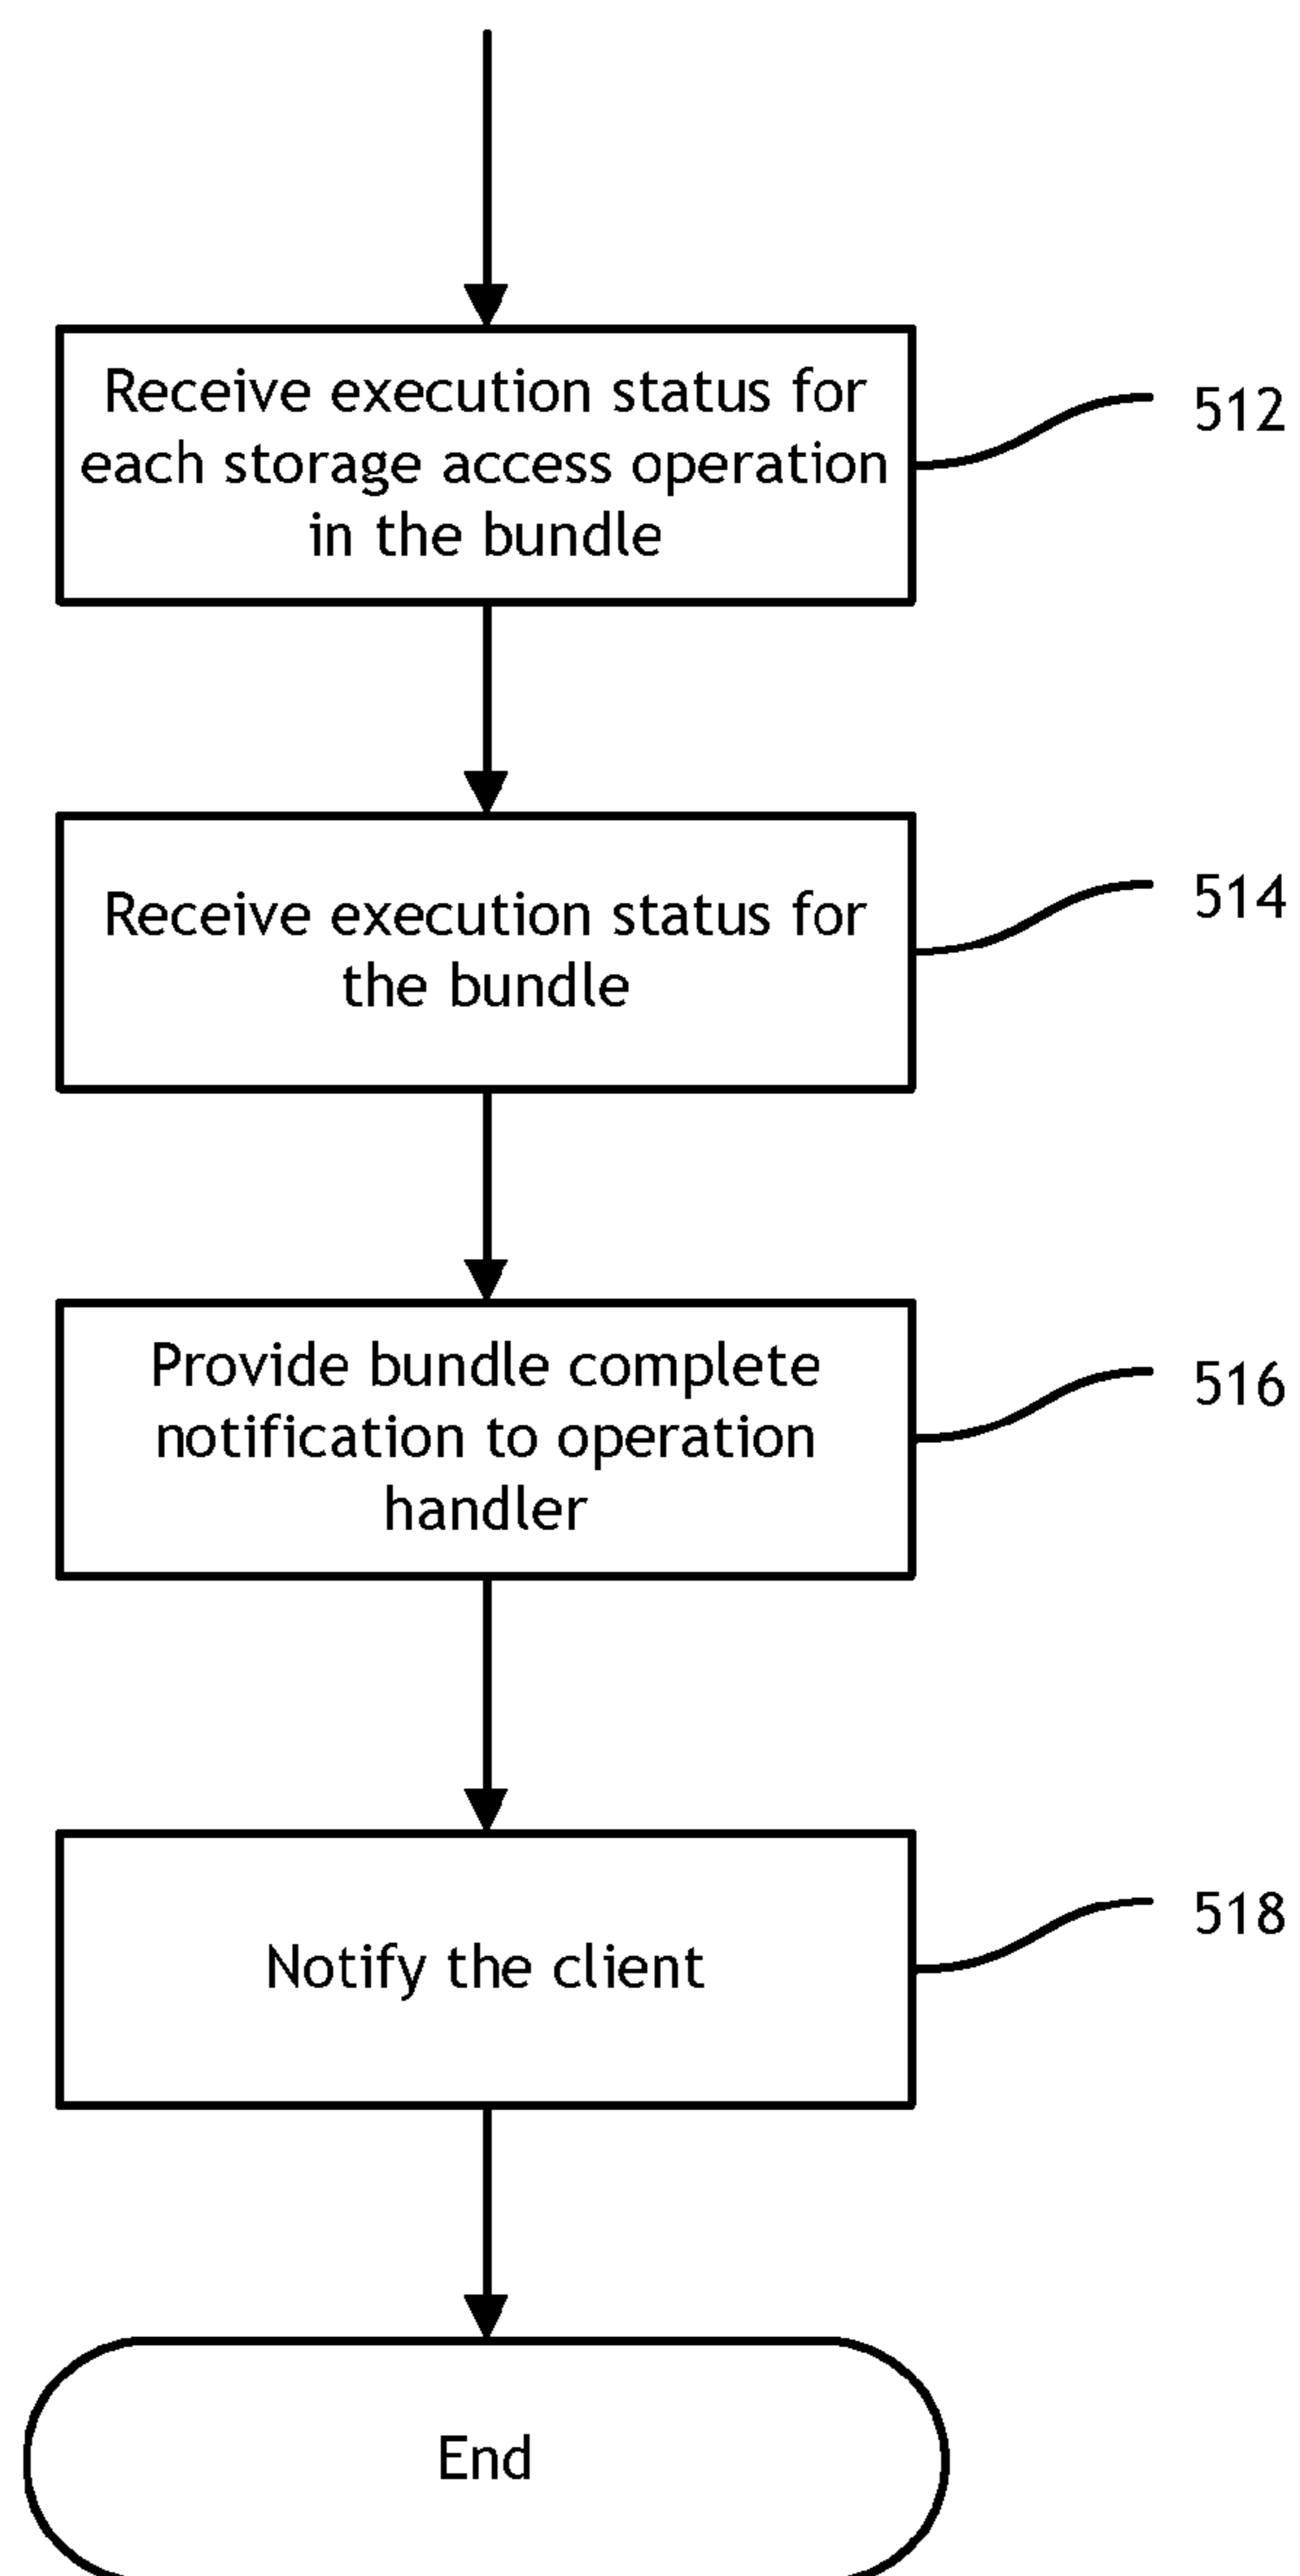 Receive execution status for
each storage access operation
in the bundle
512
Receive execution status for
the bundle
514
Provide bundle complete
notification to operation
handler
516
Notify the client
518
End